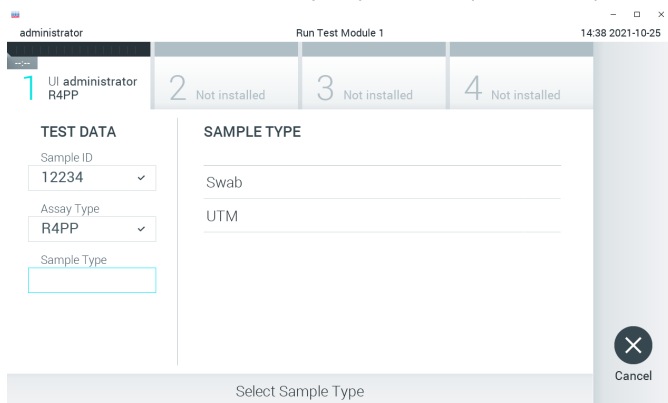 administrator
Run Test Module 1
14:38 2021-10-25
--:--
1 UI administrator
R4PP
2 Not installed
3 Not installed
4 Not installed
TEST DATA
Sample ID
12234
Assay Type
R4PP
Sample Type
SAMPLE TYPE
Swab
UTM
Cancel
Select Sample Type